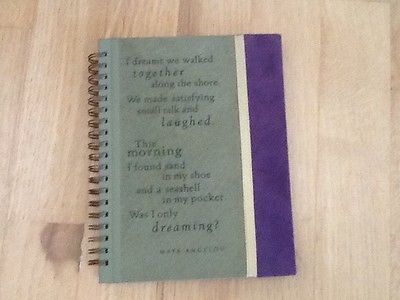 I dreamt we walked
together
along the shore.
We made satisfying
small talk and
laughed.
This
morning
I found sand
in my shoe
and a seashell
in my pocket.
Was I only
dreaming?
MAYA ANGELOU